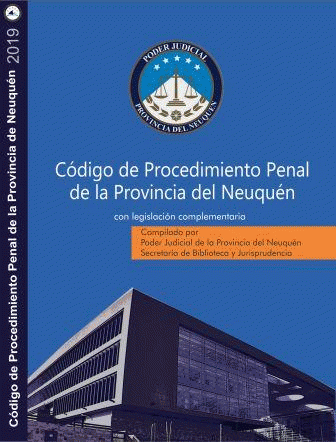 Código de Procedimiento Penal de la Provincia de Neuquén 2019
PODER JUDICIAL
PROVINCIA DEL NEUQUEN
Código de Procedimiento Penal
de la Provincia del Neuquén
con legislación complementaria
Compilado por
Poder Judicial de la Provincia del Neuquén
Secretaría de Biblioteca y Jurisprudencia